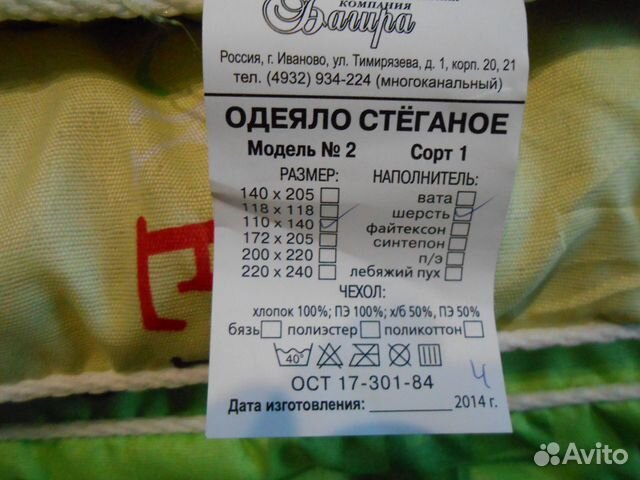 КОМПАНИЯ
Багира
Россия, г. Иваново, ул. Тимирязева, д. 1, корп. 20, 21
тел. (4932) 934-224 (многоканальный)
ОДЕЯЛО СТЁГАНОЕ
Модель № 2 Сорт 1
РАЗМЕР: НАПОЛНИТЕЛЬ:
140 х 205 вата
118 х 118 шерсть
110 х 140 файтексон
172 х 205 синтепон
200 х 220 п/э
220 х 240 лебяжий пух
ЧЕХОЛ:
хлопок 100%; ПЭ 100%; х/б 50%, ПЭ 50%
бязь полиэстер поликоттон
40°
ОСТ 17-301-84 4
Дата изготовления: 2014 г.
Avito